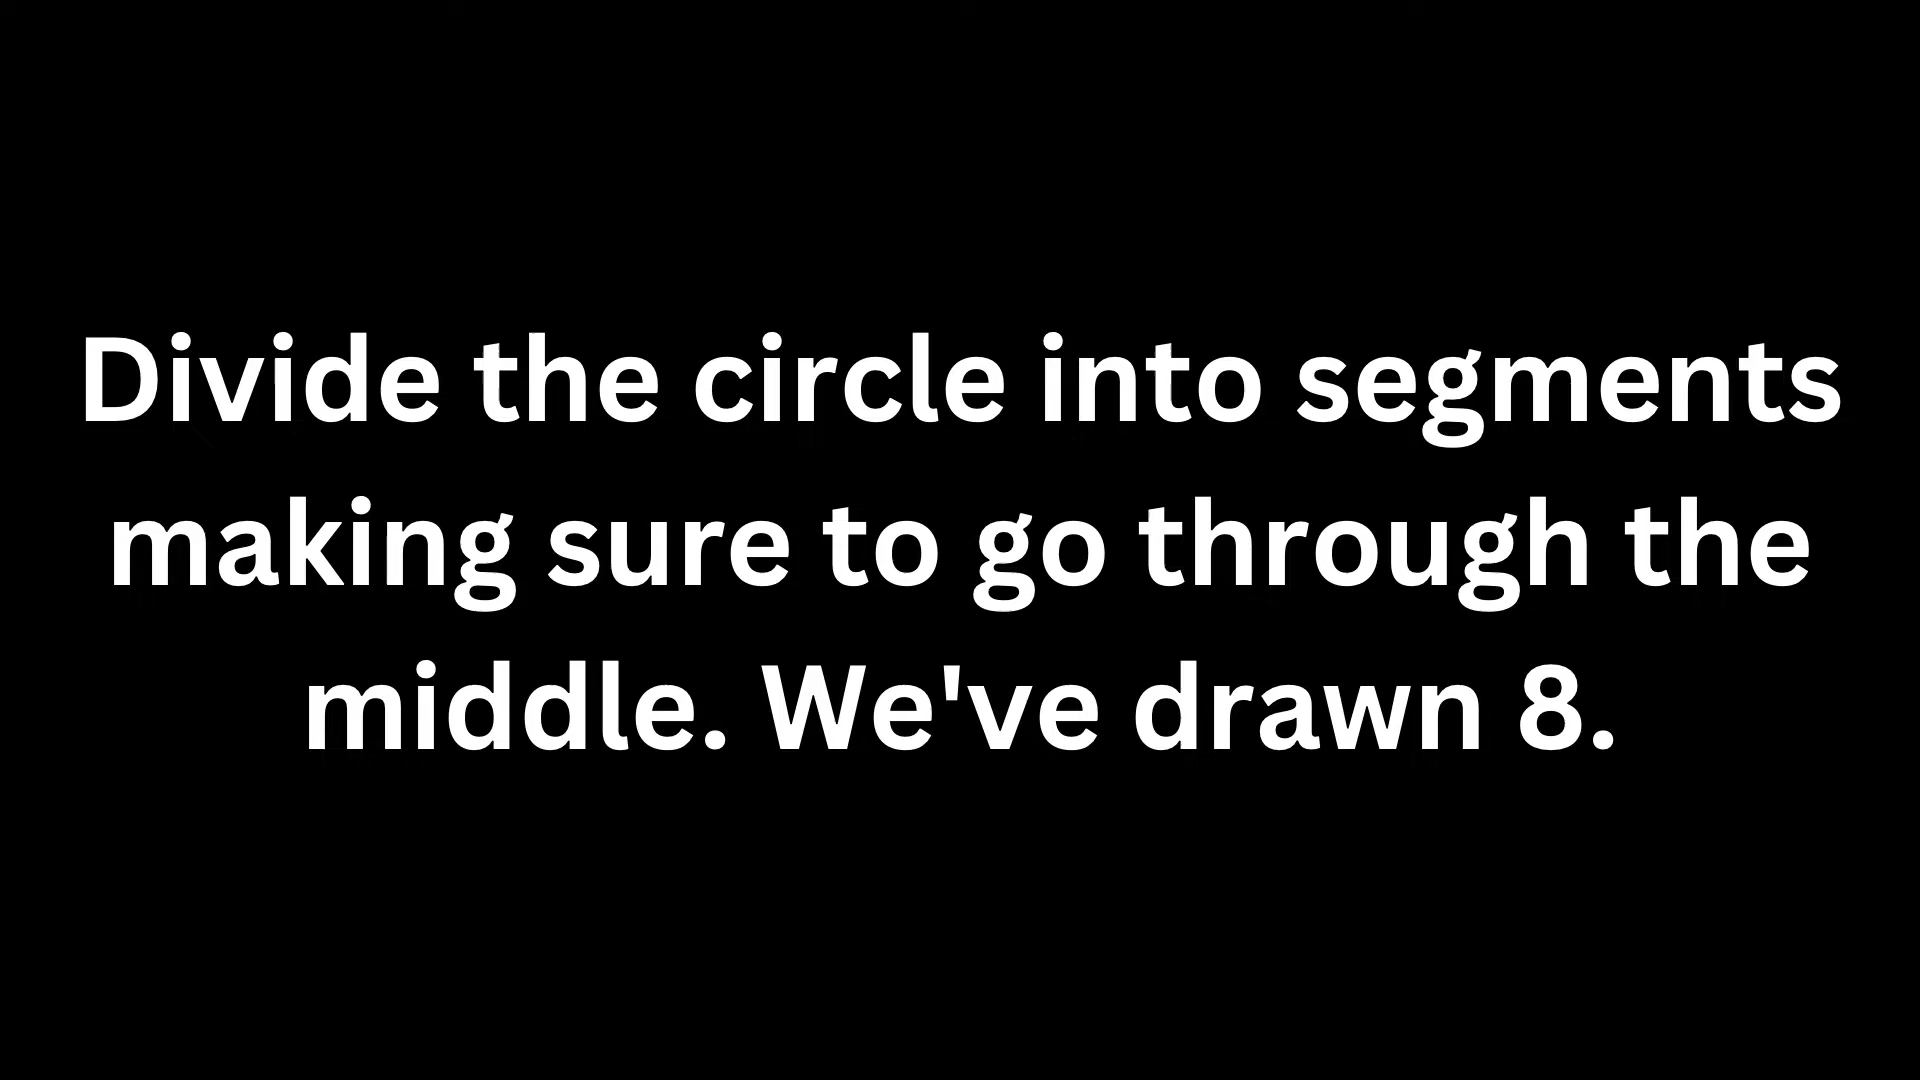 Divide the circle into segments
making sure to go through the
middle. We've drawn 8.